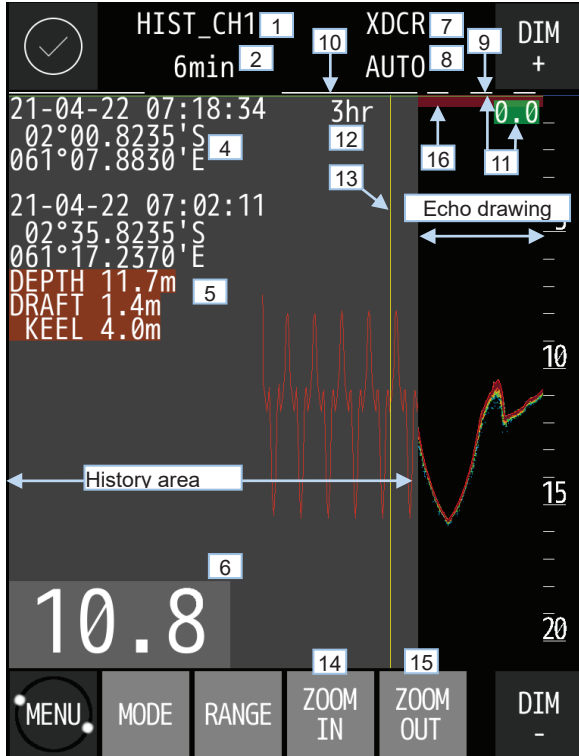 HIST_CH1 1 10 XDCR 7 9 DIM
6min 2 AUTO 8 +
21-04-22 07:18:34 3hr 0.0
02°00.8235'S 4 12 16 11
061°07.8830'E
13
21-04-22 07:02:11 Echo drawing
02°35.8235'S
061°17.2370'E
DEPTH 11.7m 5
DRAFT 1.4m
KEEL 4.0m
10
History area
15
6
10.8
20
14 15
MENU MODE RANGE ZOOM IN ZOOM OUT DIM
-